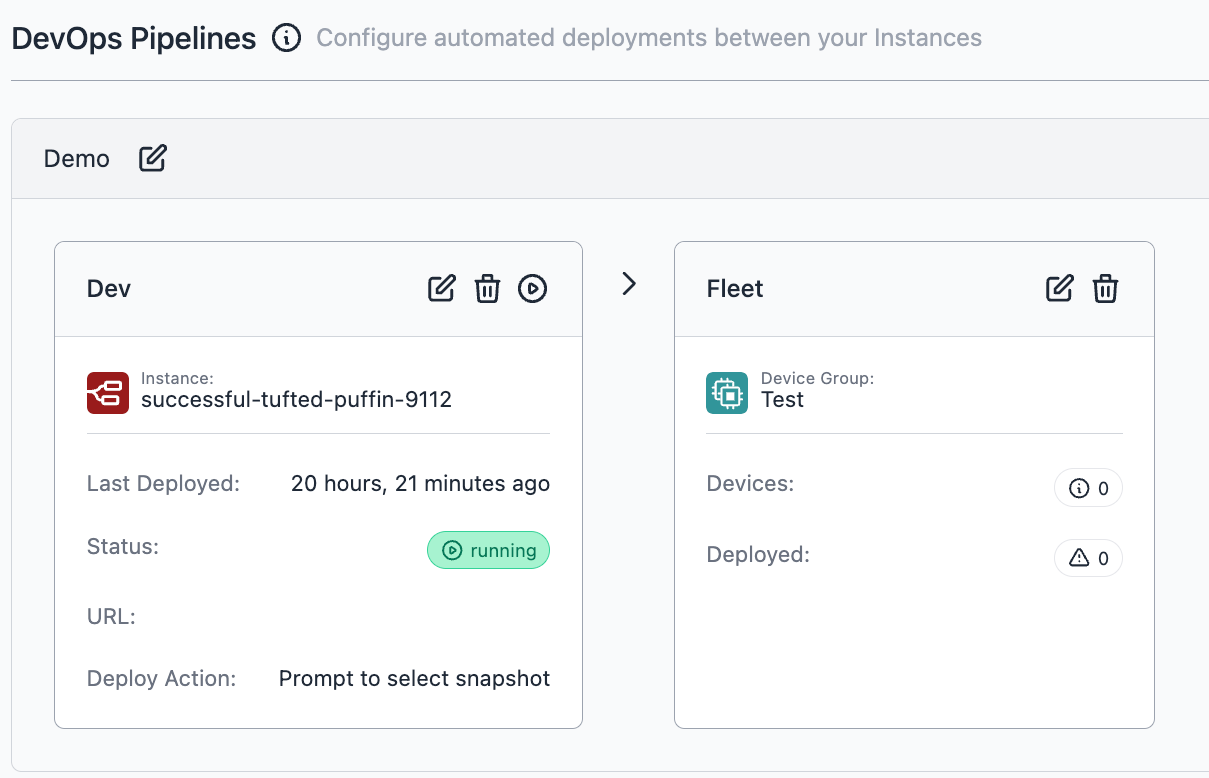 DevOps Pipelines Configure automated deployments between your Instances
Demo
Dev
Instance:
successful-tufted-puffin-9112
Last Deployed: 20 hours, 21 minutes ago
Status: running
URL:
Deploy Action: Prompt to select snapshot
Fleet
Device Group:
Test
Devices: 0
Deployed: 0